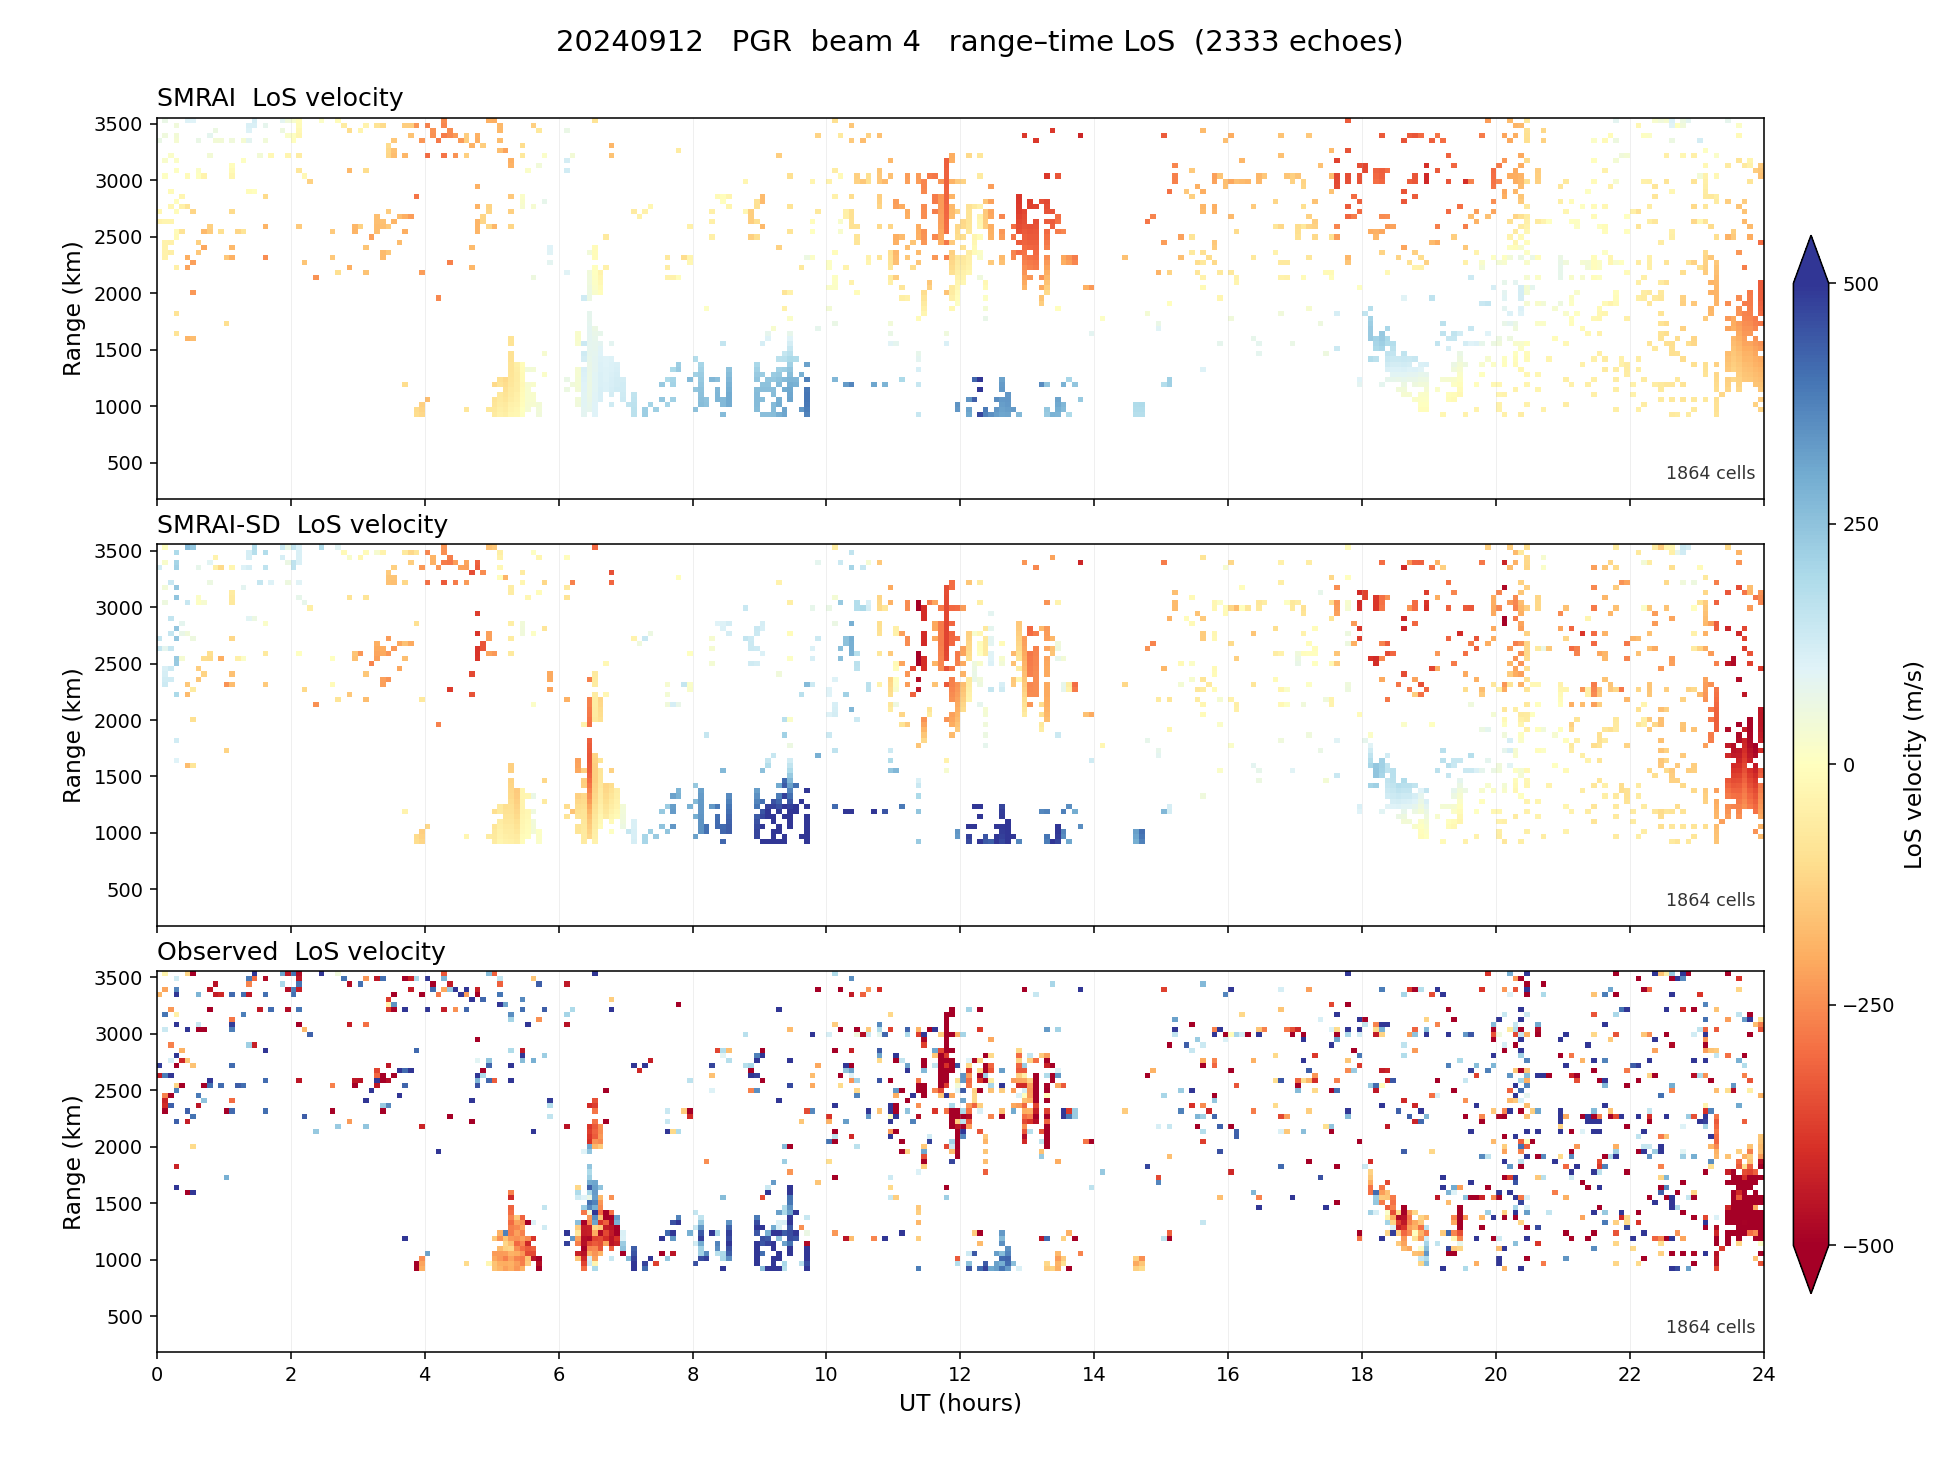 20240912   PGR  beam 4   range–time LoS  (2333 echoes)
SMRAI  LoS velocity
3500
3000
2500
2000
1500
1000
500
Range (km)
1864 cells
SMRAI-SD  LoS velocity
3500
3000
2500
2000
1500
1000
500
Range (km)
1864 cells
Observed  LoS velocity
3500
3000
2500
2000
1500
1000
500
Range (km)
1864 cells
0 2 4 6 8 10 12 14 16 18 20 22 24
UT (hours)
500
250
0
−250
−500
LoS velocity (m/s)